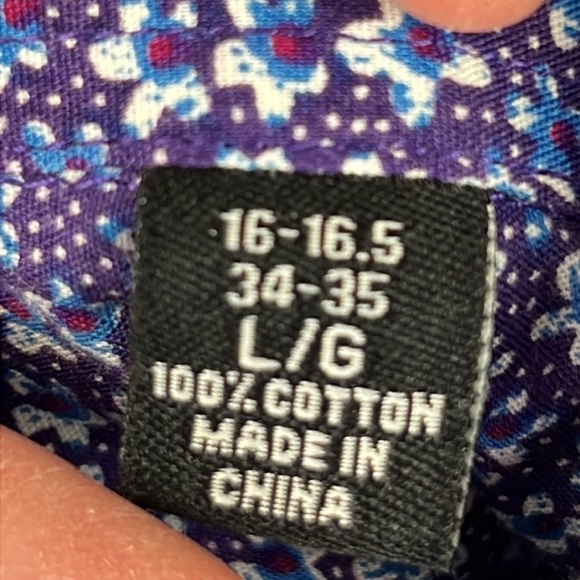 16-16.5
34-35
L/G
100% COTTON
MADE IN
CHINA